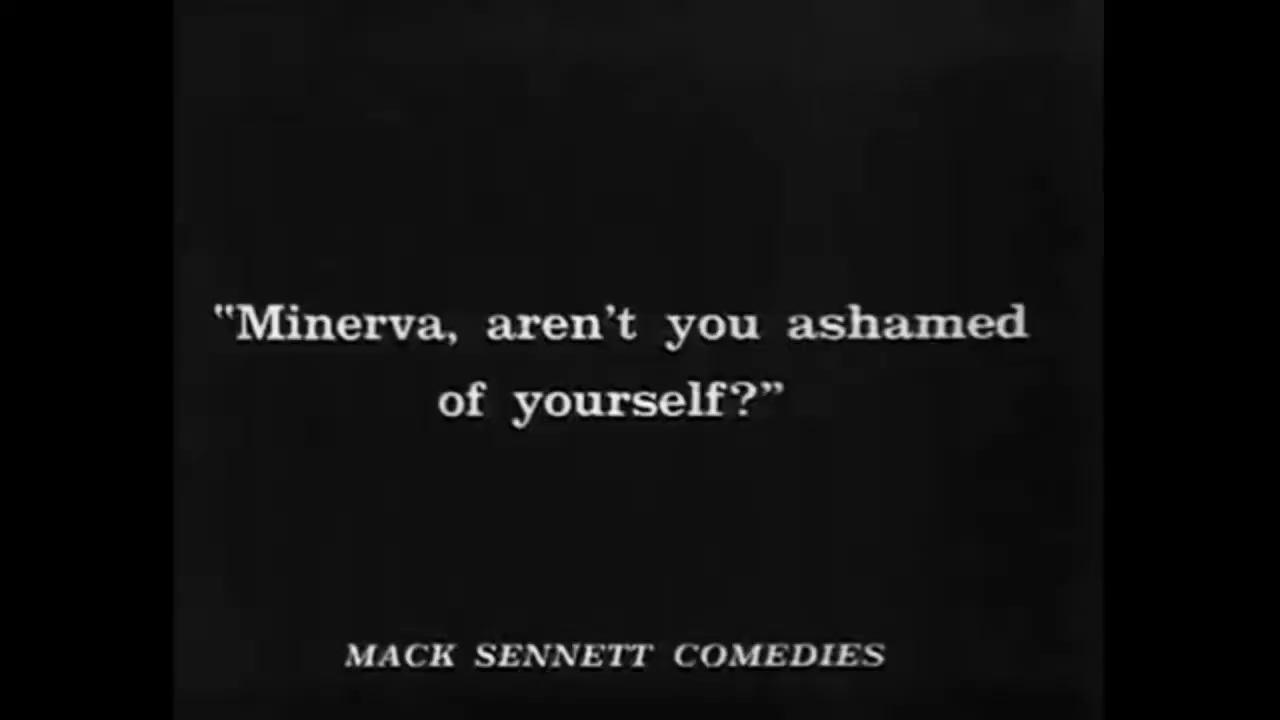 “Minerva, aren’t you ashamed
of yourself?”
MACK SENNETT COMEDIES